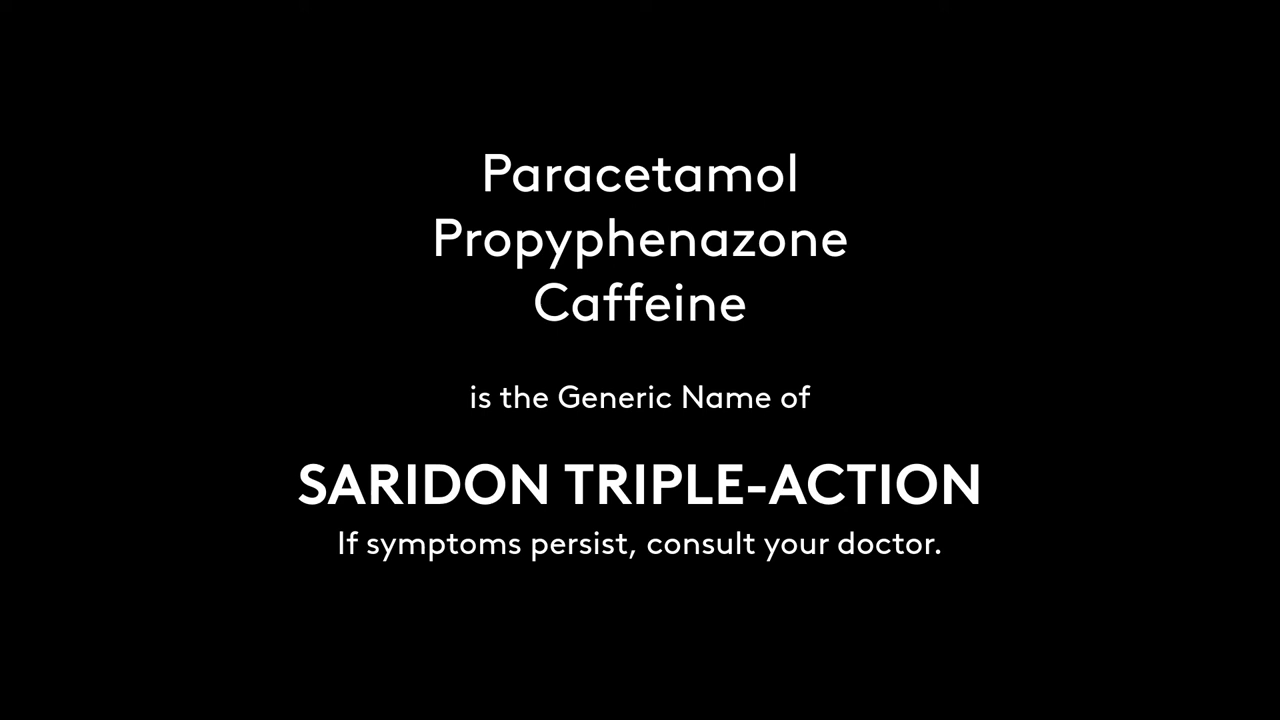 Paracetamol
Propyphenazone
Caffeine
is the Generic Name of
SARIDON TRIPLE-ACTION
If symptoms persist, consult your doctor.